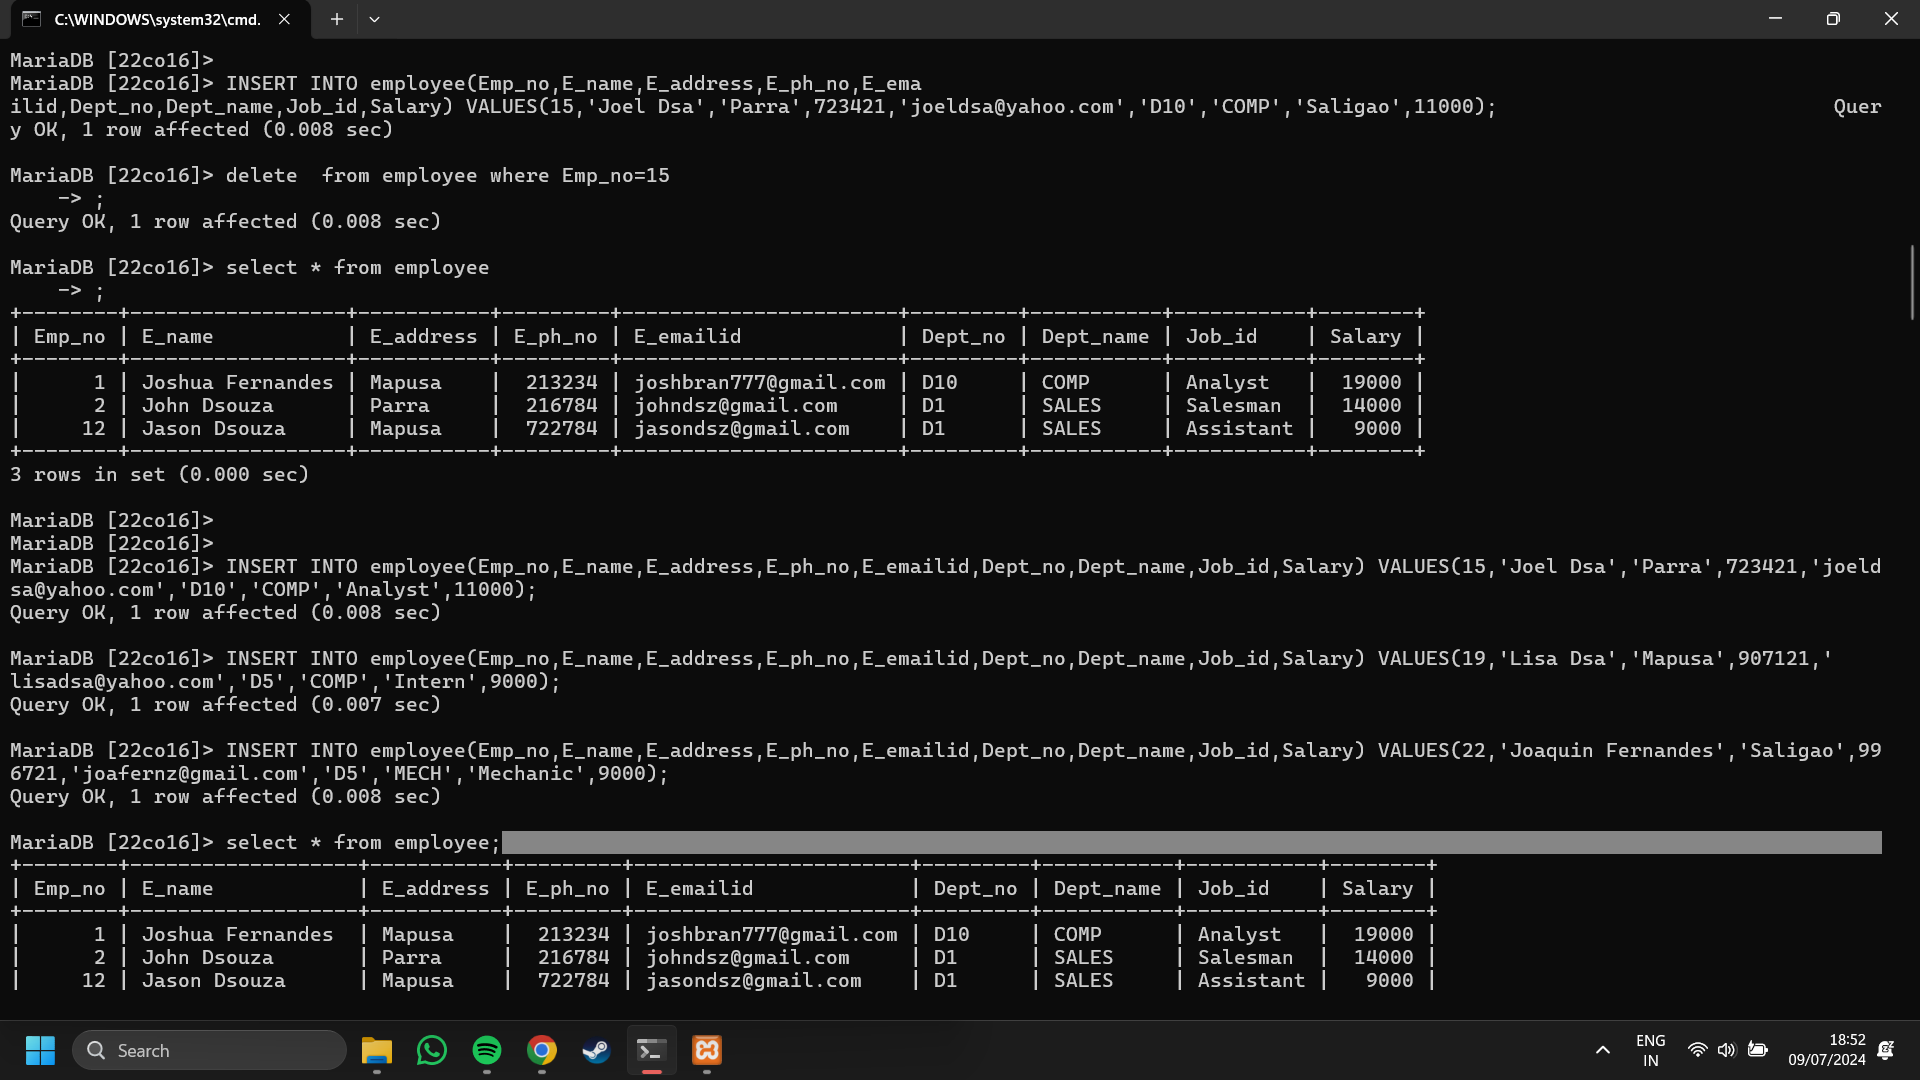 C:\WINDOWS\system32\cmd.
MariaDB [22co16]>
MariaDB [22co16]> INSERT INTO employee(Emp_no,E_name,E_address,E_ph_no,E_ema
ilid,Dept_no,Dept_name,Job_id,Salary) VALUES(15,'Joel Dsa','Parra',723421,'joeldsa@yahoo.com','D10','COMP','Saligao',11000);                            Quer
y OK, 1 row affected (0.008 sec)
MariaDB [22co16]> delete  from employee where Emp_no=15
    -> ;
Query OK, 1 row affected (0.008 sec)
MariaDB [22co16]> select * from employee
    -> ;
+--------+------------------+-----------+---------+-----------------------+---------+-----------+-----------+--------+
| Emp_no | E_name           | E_address | E_ph_no | E_emailid             | Dept_no | Dept_name | Job_id    | Salary |
+--------+------------------+-----------+---------+-----------------------+---------+-----------+-----------+--------+
|      1 | Joshua Fernandes | Mapusa    |  213234 | joshbran777@gmail.com | D10     | COMP      | Analyst   |  19000 |
|      2 | John Dsouza      | Parra     |  216784 | johndsz@gmail.com     | D1      | SALES     | Salesman  |  14000 |
|     12 | Jason Dsouza     | Mapusa    |  722784 | jasondsz@gmail.com    | D1      | SALES     | Assistant |   9000 |
+--------+------------------+-----------+---------+-----------------------+---------+-----------+-----------+--------+
3 rows in set (0.000 sec)
MariaDB [22co16]>
MariaDB [22co16]>
MariaDB [22co16]> INSERT INTO employee(Emp_no,E_name,E_address,E_ph_no,E_emailid,Dept_no,Dept_name,Job_id,Salary) VALUES(15,'Joel Dsa','Parra',723421,'joeld
sa@yahoo.com','D10','COMP','Analyst',11000);
Query OK, 1 row affected (0.008 sec)
MariaDB [22co16]> INSERT INTO employee(Emp_no,E_name,E_address,E_ph_no,E_emailid,Dept_no,Dept_name,Job_id,Salary) VALUES(19,'Lisa Dsa','Mapusa',907121,'
lisadsa@yahoo.com','D5','COMP','Intern',9000);
Query OK, 1 row affected (0.007 sec)
MariaDB [22co16]> INSERT INTO employee(Emp_no,E_name,E_address,E_ph_no,E_emailid,Dept_no,Dept_name,Job_id,Salary) VALUES(22,'Joaquin Fernandes','Saligao',99
6721,'joafernz@gmail.com','D5','MECH','Mechanic',9000);
Query OK, 1 row affected (0.008 sec)
MariaDB [22co16]> select * from employee;
+--------+-------------------+-----------+---------+-----------------------+---------+-----------+-----------+--------+
| Emp_no | E_name            | E_address | E_ph_no | E_emailid             | Dept_no | Dept_name | Job_id    | Salary |
+--------+-------------------+-----------+---------+-----------------------+---------+-----------+-----------+--------+
|      1 | Joshua Fernandes  | Mapusa    |  213234 | joshbran777@gmail.com | D10     | COMP      | Analyst   |  19000 |
|      2 | John Dsouza       | Parra     |  216784 | johndsz@gmail.com     | D1      | SALES     | Salesman  |  14000 |
|     12 | Jason Dsouza      | Mapusa    |  722784 | jasondsz@gmail.com    | D1      | SALES     | Assistant |   9000 |
Search
ENG
IN
18:52
09/07/2024